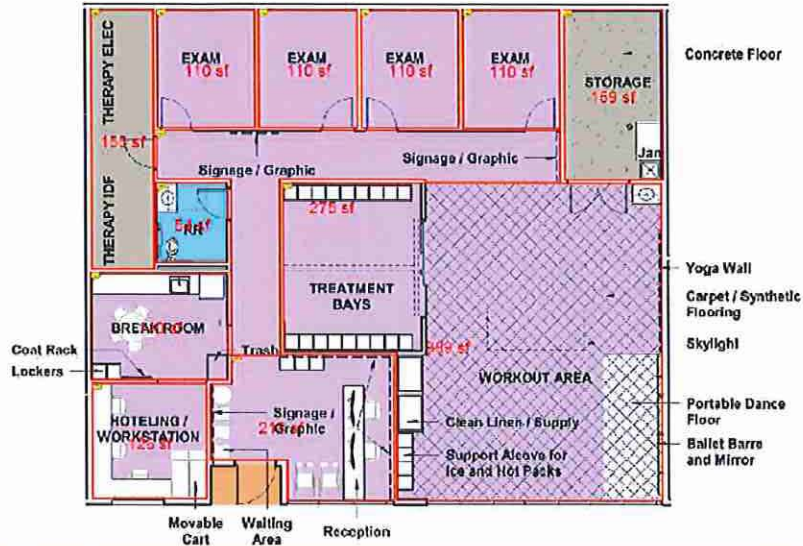 THERAPY ELEC
THERAPY IDF
EXAM
110 sf
EXAM
110 sf
EXAM
110 sf
EXAM
110 sf
STORAGE
Jan
Concrete Floor
Signage / Graphic
Signage / Graphic
275 sf
RR
TREATMENT
BAYS
Yoga Wall
Carpet / Synthetic
Flooring
Skylight
BREAK ROOM
Coat Rack
Lockers
Trash
WORKOUT AREA
HOTELING /
WORKSTATION
125 sf
Signage /
Graphic
Clean Linen / Supply
Support Alcove for
Ice and Hot Packs
Portable Dance
Floor
Ballet Barre
and Mirror
Movable
Cart
Waiting
Area
Reception